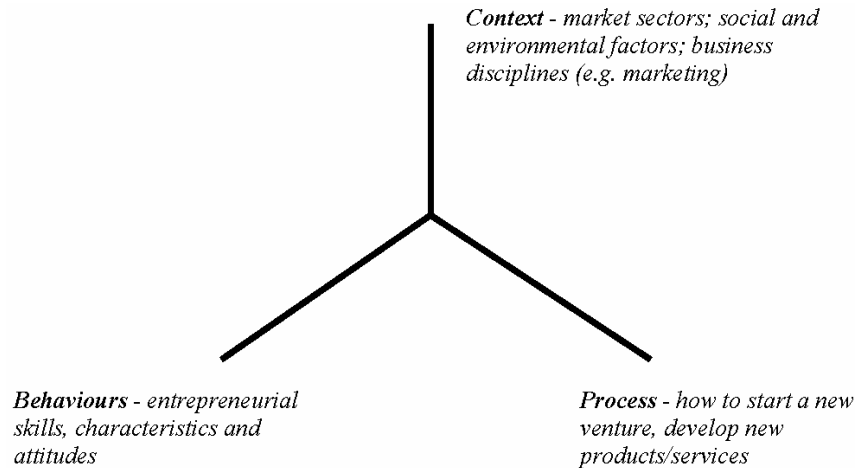 Context - market sectors; social and
environmental factors; business
disciplines (e.g. marketing)
Behaviours - entrepreneurial
skills, characteristics and
attitudes
Process - how to start a new
venture, develop new
products/services